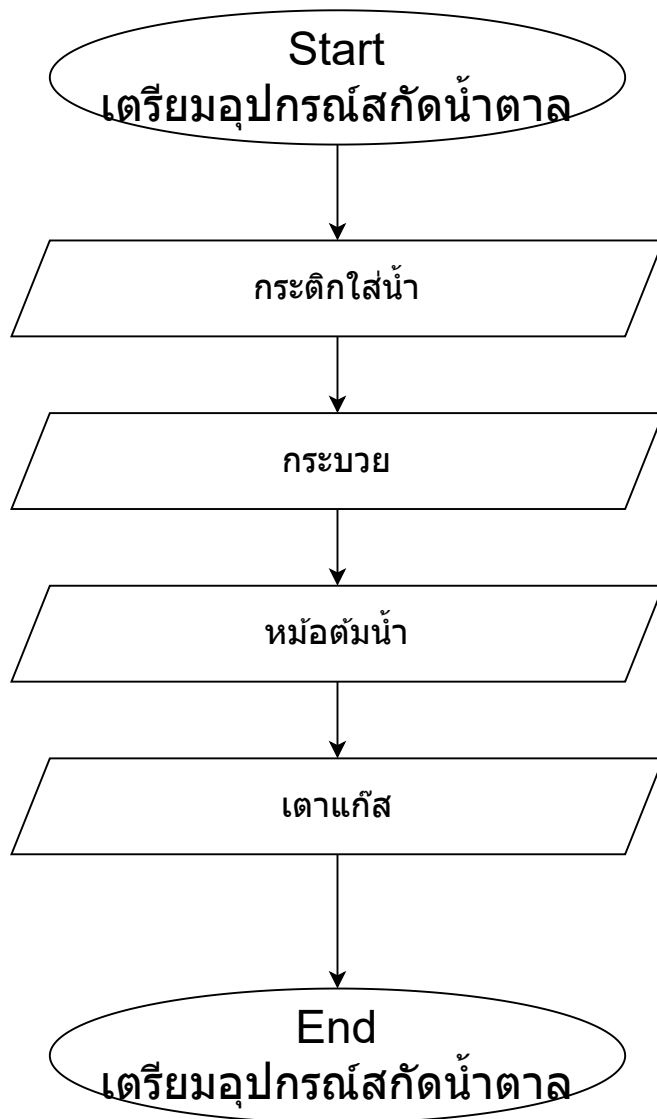 Start
เตรียมอุปกรณ์สกัดน้ำตาล
กระติกใส่น้ำ
กระบวย
หม้อต้มน้ำ
เตาแก๊ส
End
เตรียมอุปกรณ์สกัดน้ำตาล